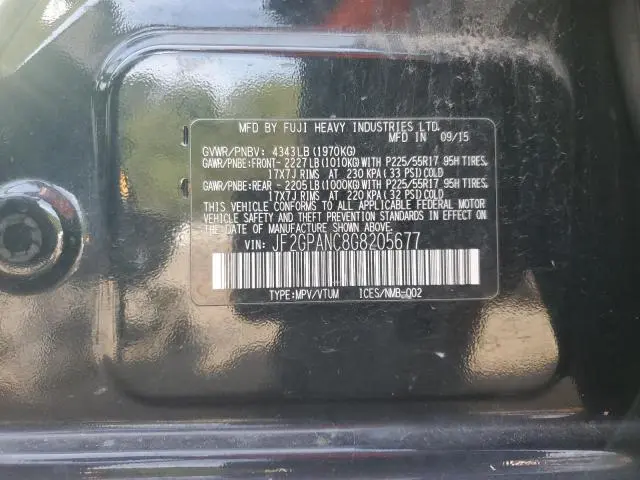 MFD BY FUJI HEAVY INDUSTRIES LTD.
MFD IN 09/15
GVWR/PNBV: 4343LB(1970KG)
GAWR/PNBE:FRONT-2227LB(1010KG)WITH P225/55R17 95H TIRES,
17X7J RIMS AT 230 KPA(33 PSI)COLD
GAWR/PNBE:REAR -2205LB(1000KG)WITH P225/55R17 95H TIRES,
17X7J RIMS AT 220 KPA(32 PSI)COLD
THIS VEHICLE CONFORMS TO ALL APPLICABLE FEDERAL MOTOR
VEHICLE SAFETY AND THEFT PREVENTION STANDARDS IN EFFECT ON
THE DATE OF MANUFACTURE SHOWN ABOVE.
VIN: JF2GPANC8G8205677
TYPE:MPV/VTUM ICES/NMB-002